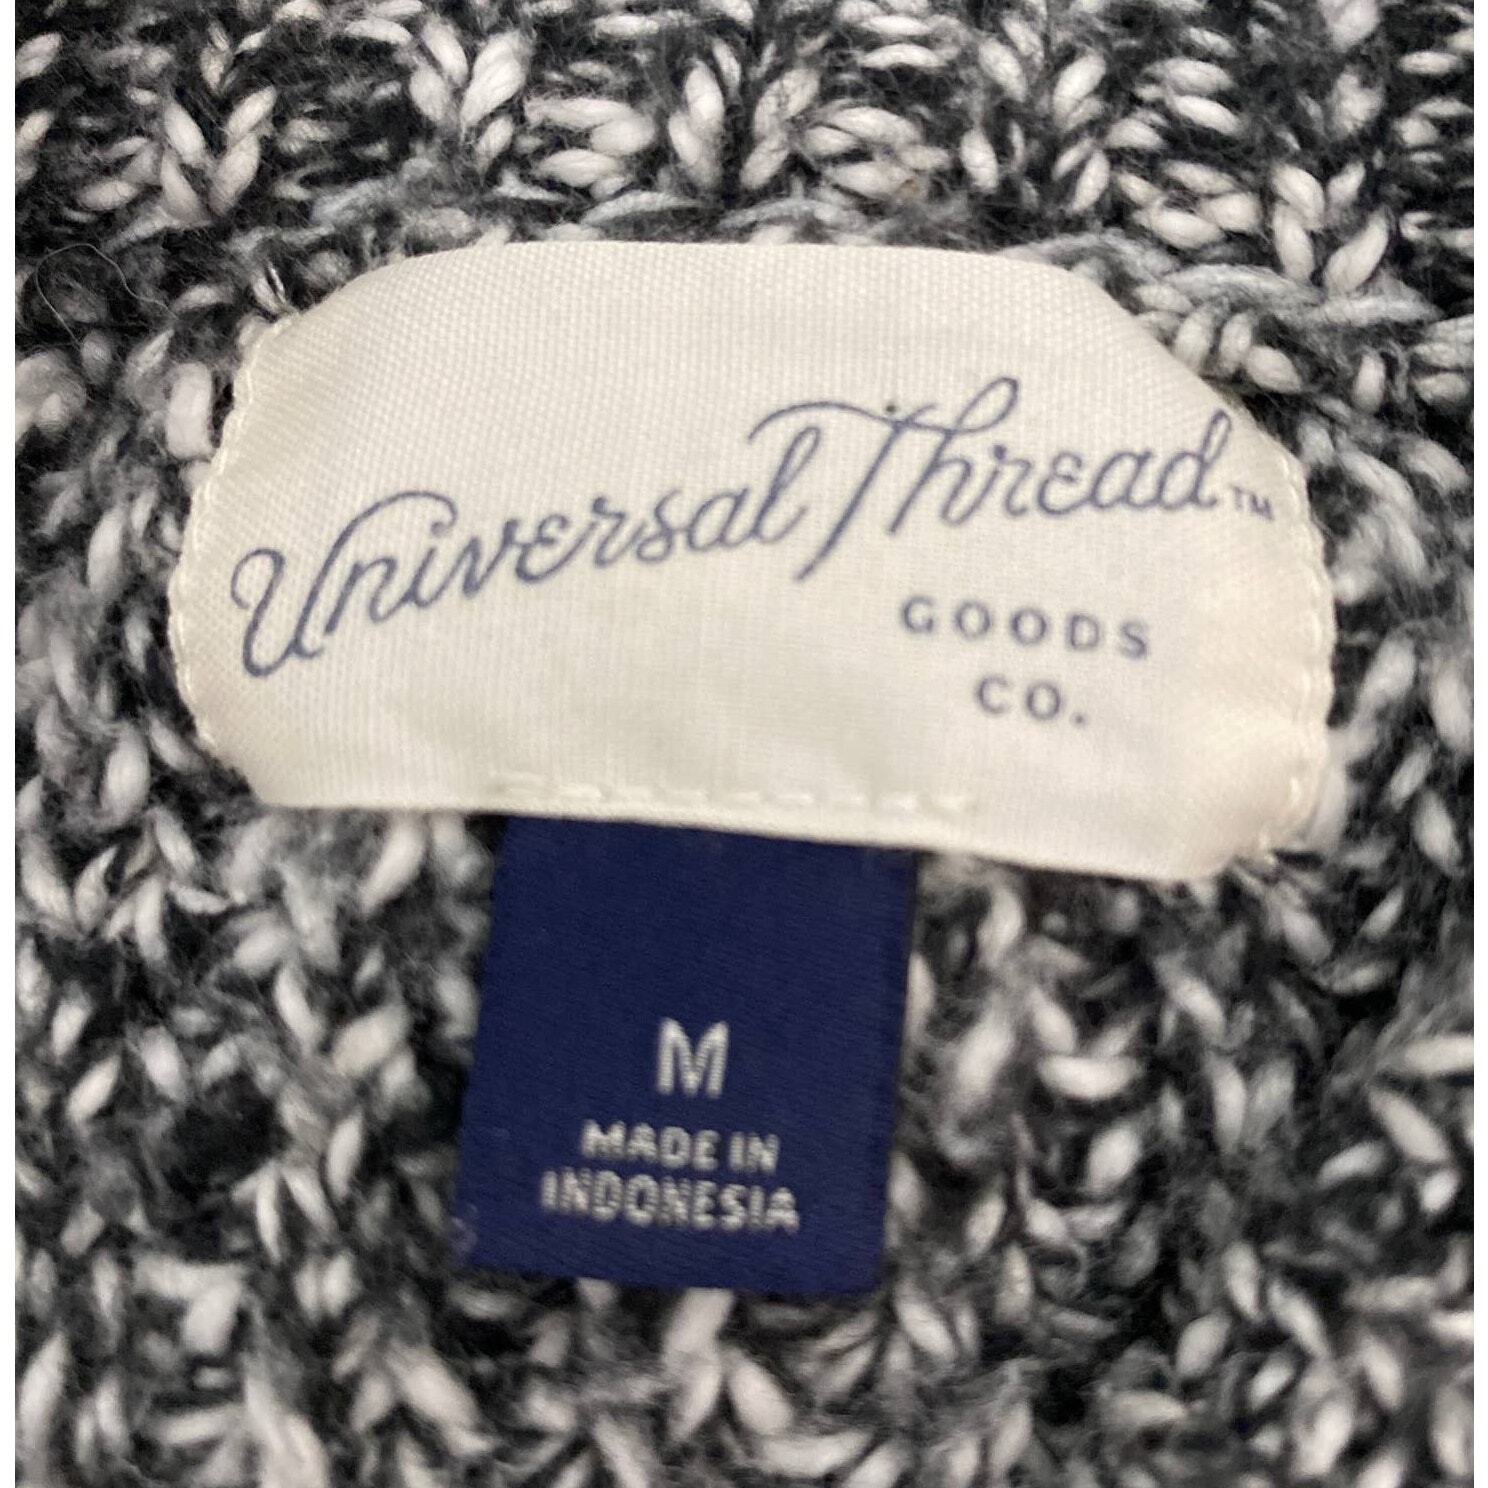 Universal Thread™
GOODS
CO.
M
MADE IN
INDONESIA